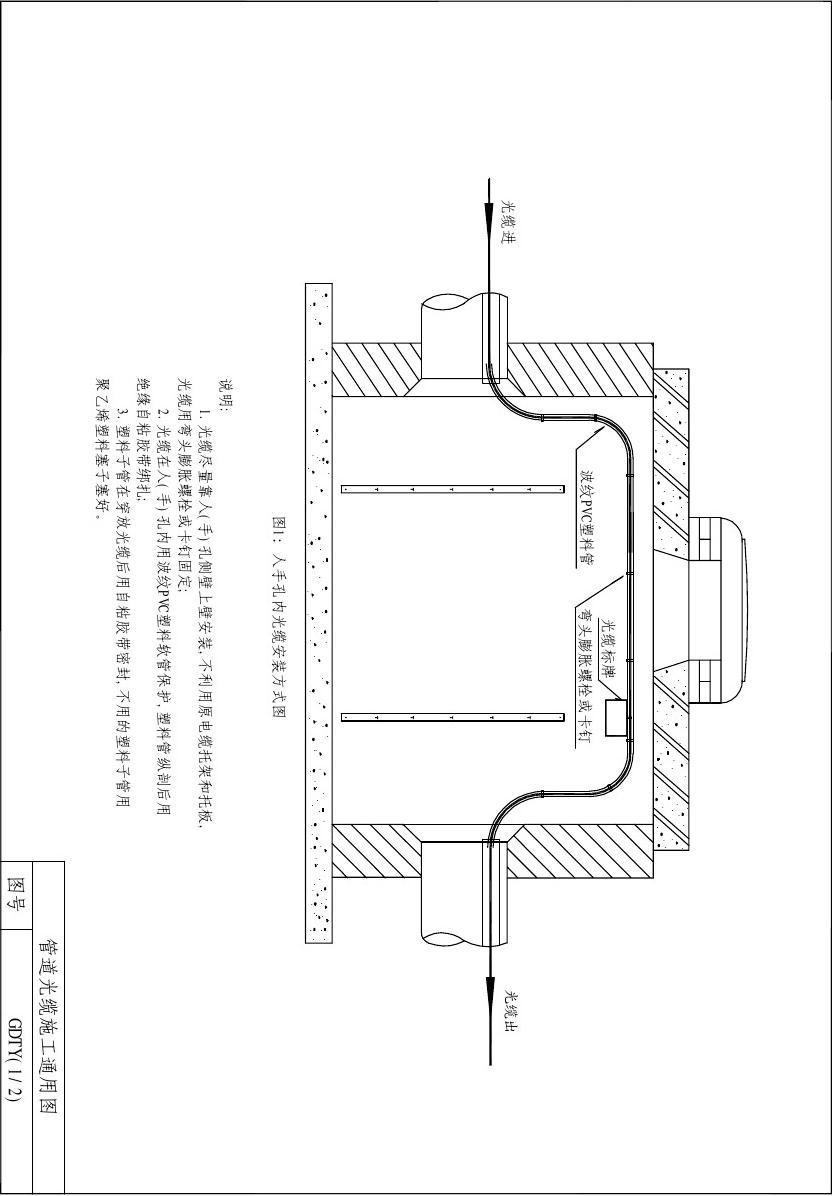 光缆进
光缆出
波纹PVC塑料管
光缆标牌
弯头膨胀螺栓或卡钉
图1: 人手孔内光缆安装方式图
说明:
1. 光缆尽量靠人(手)孔侧壁上壁安装, 不利用原电缆托架和托板,
光缆用弯头膨胀螺栓或卡钉固定;
2. 光缆在人(手)孔内用波纹PVC塑料软管保护, 塑料管纵剖后用
绝缘自粘胶带绑扎;
3. 塑料子管在穿放光缆后用自粘胶带密封, 不用的塑料子管用
聚乙烯塑料塞子塞好。
管道光缆施工通用图
图号
GDTY(1/2)